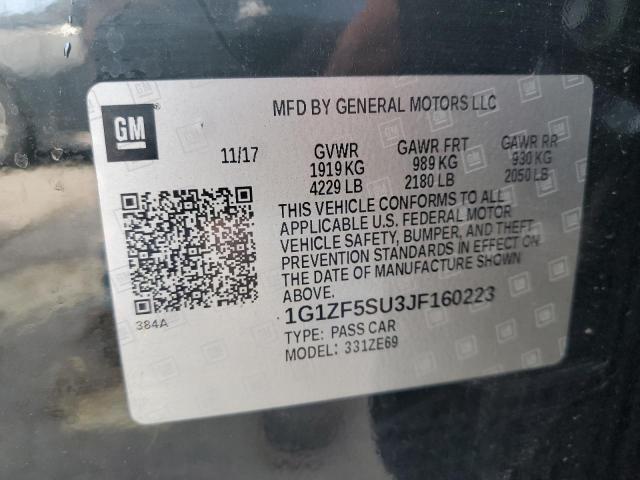 MFD BY GENERAL MOTORS LLC
GM
11/17 GVWR GAWR FRT GAWR RR
1919 KG 989 KG 930 KG
4229 LB 2180 LB 2050 LB
THIS VEHICLE CONFORMS TO ALL
APPLICABLE U.S. FEDERAL MOTOR
VEHICLE SAFETY, BUMPER, AND THEFT
PREVENTION STANDARDS IN EFFECT ON
THE DATE OF MANUFACTURE SHOWN
ABOVE.
384A
1G1ZF5SU3JF160223
TYPE: PASS CAR
MODEL: 331ZE69